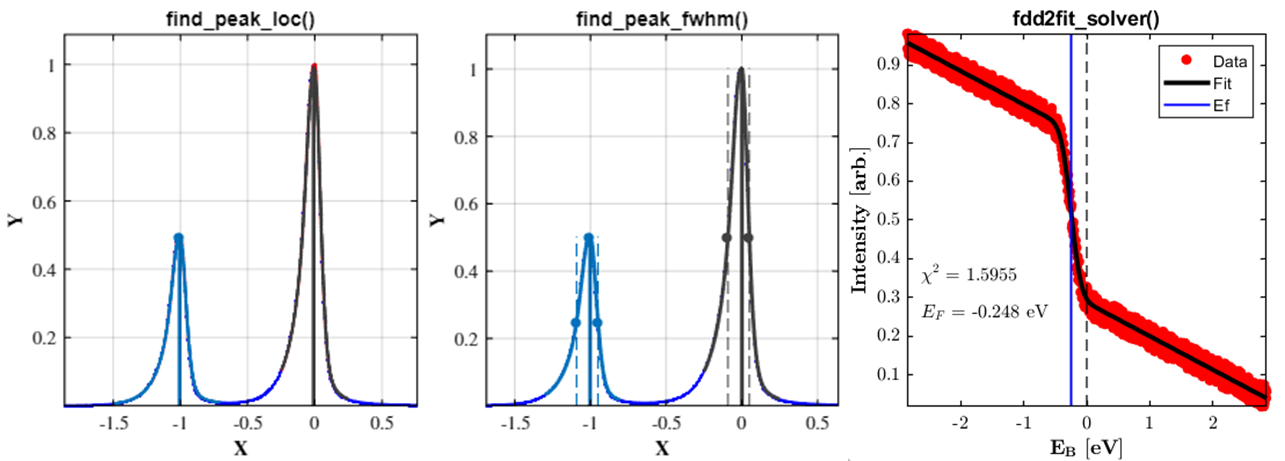 find_peak_loc()
Y
1
0.8
0.6
0.4
0.2
-1.5
-1
-0.5
0
0.5
X
find_peak_fwhm()
Y
1
0.8
0.6
0.4
0.2
-1.5
-1
-0.5
0
0.5
X
fdd2fit_solver()
Intensity [arb.]
0.9
0.8
0.7
0.6
0.5
0.4
0.3
0.2
0.1
Data
Fit
Ef
χ² = 1.5955
E_F = -0.248 eV
-2
-1
0
1
2
E_B [eV]